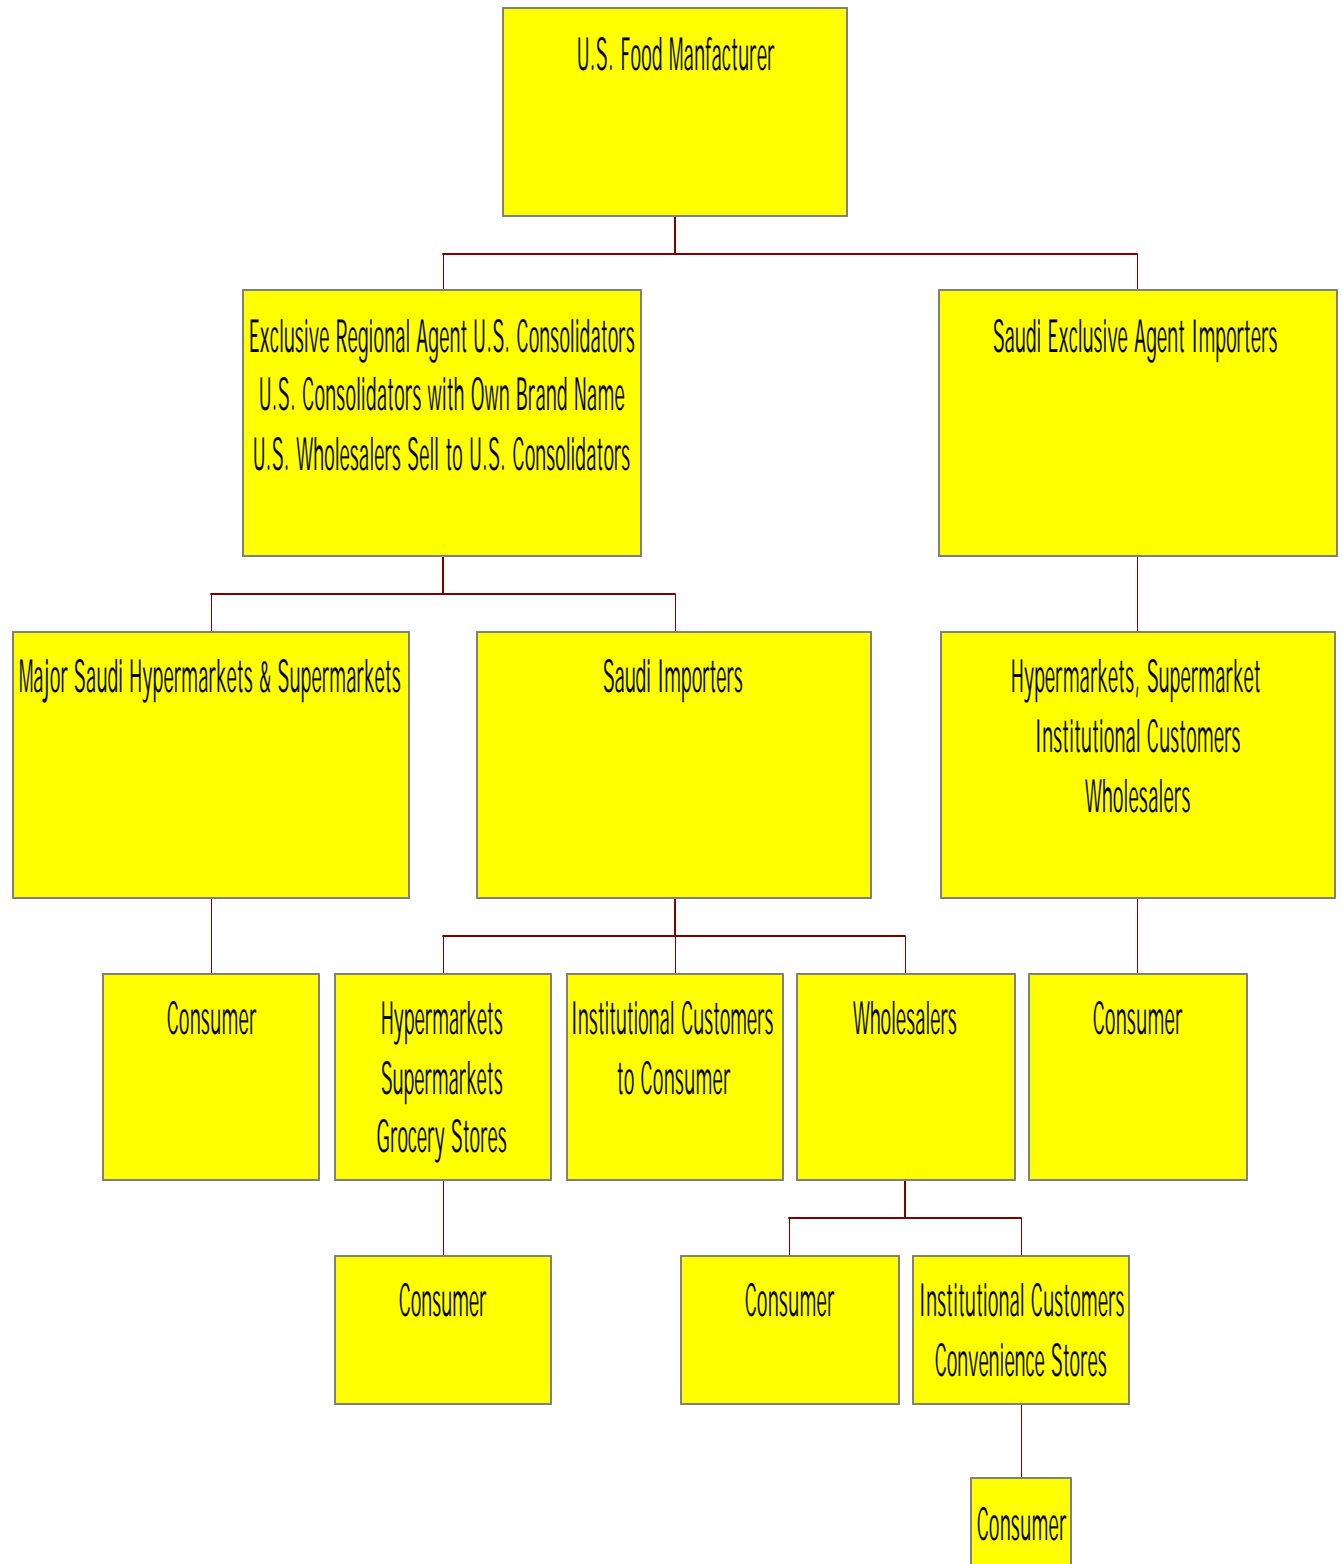 U.S. Food Manfacturer
Exclusive Regional Agent U.S. Consolidators
U.S. Consolidators with Own Brand Name
U.S. Wholesalers Sell to U.S. Consolidators
Saudi Exclusive Agent Importers
Major Saudi Hypermarkets & Supermarkets
Saudi Importers
Hypermarkets, Supermarket
Institutional Customers
Wholesalers
Consumer
Hypermarkets
Supermarkets
Grocery Stores
Institutional Customers
to Consumer
Wholesalers
Consumer
Consumer
Consumer
Institutional Customers
Convenience Stores
Consumer